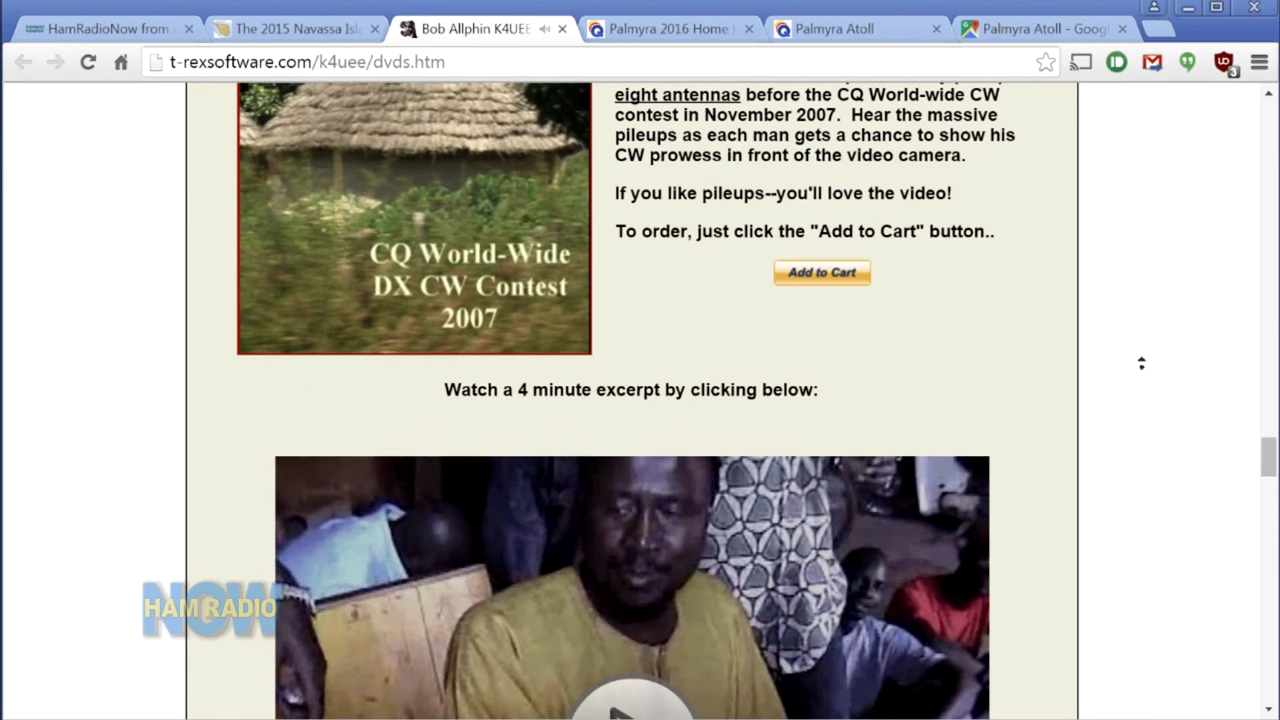 HamRadioNow from
The 2015 Navassa Isla
Bob Allphin K4UEE
Palmyra 2016 Home
Palmyra Atoll
Palmyra Atoll - Goog
t-rexsoftware.com/k4uee/dvds.htm
3
eight antennas before the CQ World-wide CW
contest in November 2007. Hear the massive
pileups as each man gets a chance to show his
CW prowess in front of the video camera.
If you like pileups--you'll love the video!
To order, just click the "Add to Cart" button..
Add to Cart
CQ World-Wide
DX CW Contest
2007
Watch a 4 minute excerpt by clicking below:
NOW
HAM RADIO